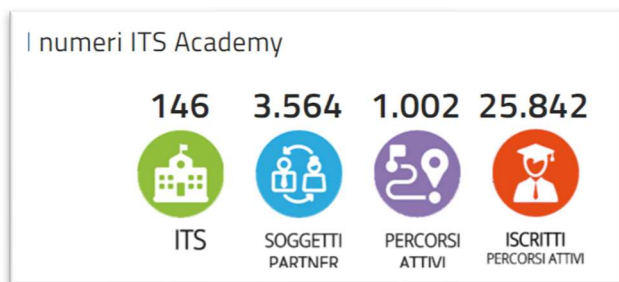 I numeri ITS Academy
146 3.564 1.002 25.842
ITS SOGGETTI PERCORSI ISCRITTI
PARTNER ATTIVI PERCORSI ATTIVI